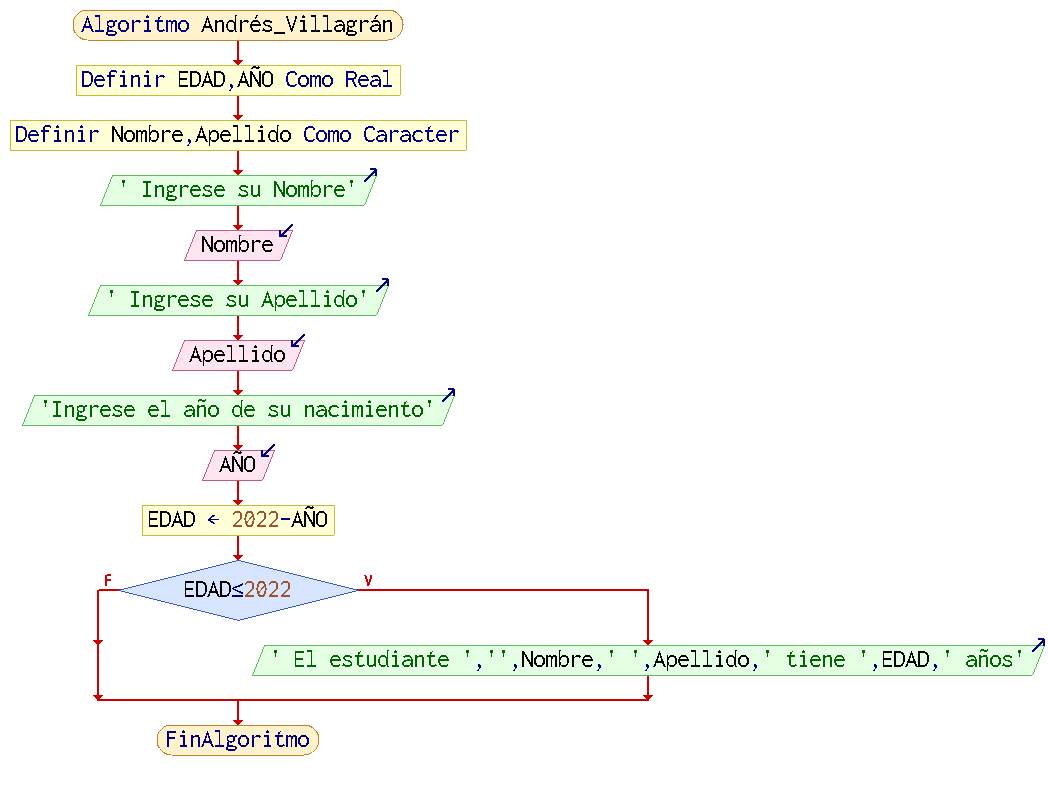 Algoritmo Andrés_Villagrán
Definir EDAD,AÑO Como Real
Definir Nombre,Apellido Como Caracter
' Ingrese su Nombre'
Nombre
' Ingrese su Apellido'
Apellido
'Ingrese el año de su nacimiento'
AÑO
EDAD ← 2022-AÑO
F
V
EDAD≤2022
' El estudiante ','',Nombre,' ',Apellido,' tiene ',EDAD,' años'
FinAlgoritmo